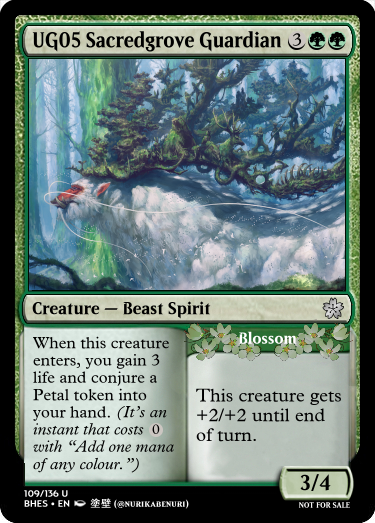 UG05 Sacredgrove Guardian 3
Creature — Beast Spirit
When this creature
enters, you gain 3
life and conjure a
Petal token into
your hand. (It's an
instant that costs 0
with “Add one mana
of any colour.”)
Blossom
This creature gets
+2/+2 until end
of turn.
3/4
109/136 U
BHES • EN 塗壁 (@NURIKABENURI)
NOT FOR SALE